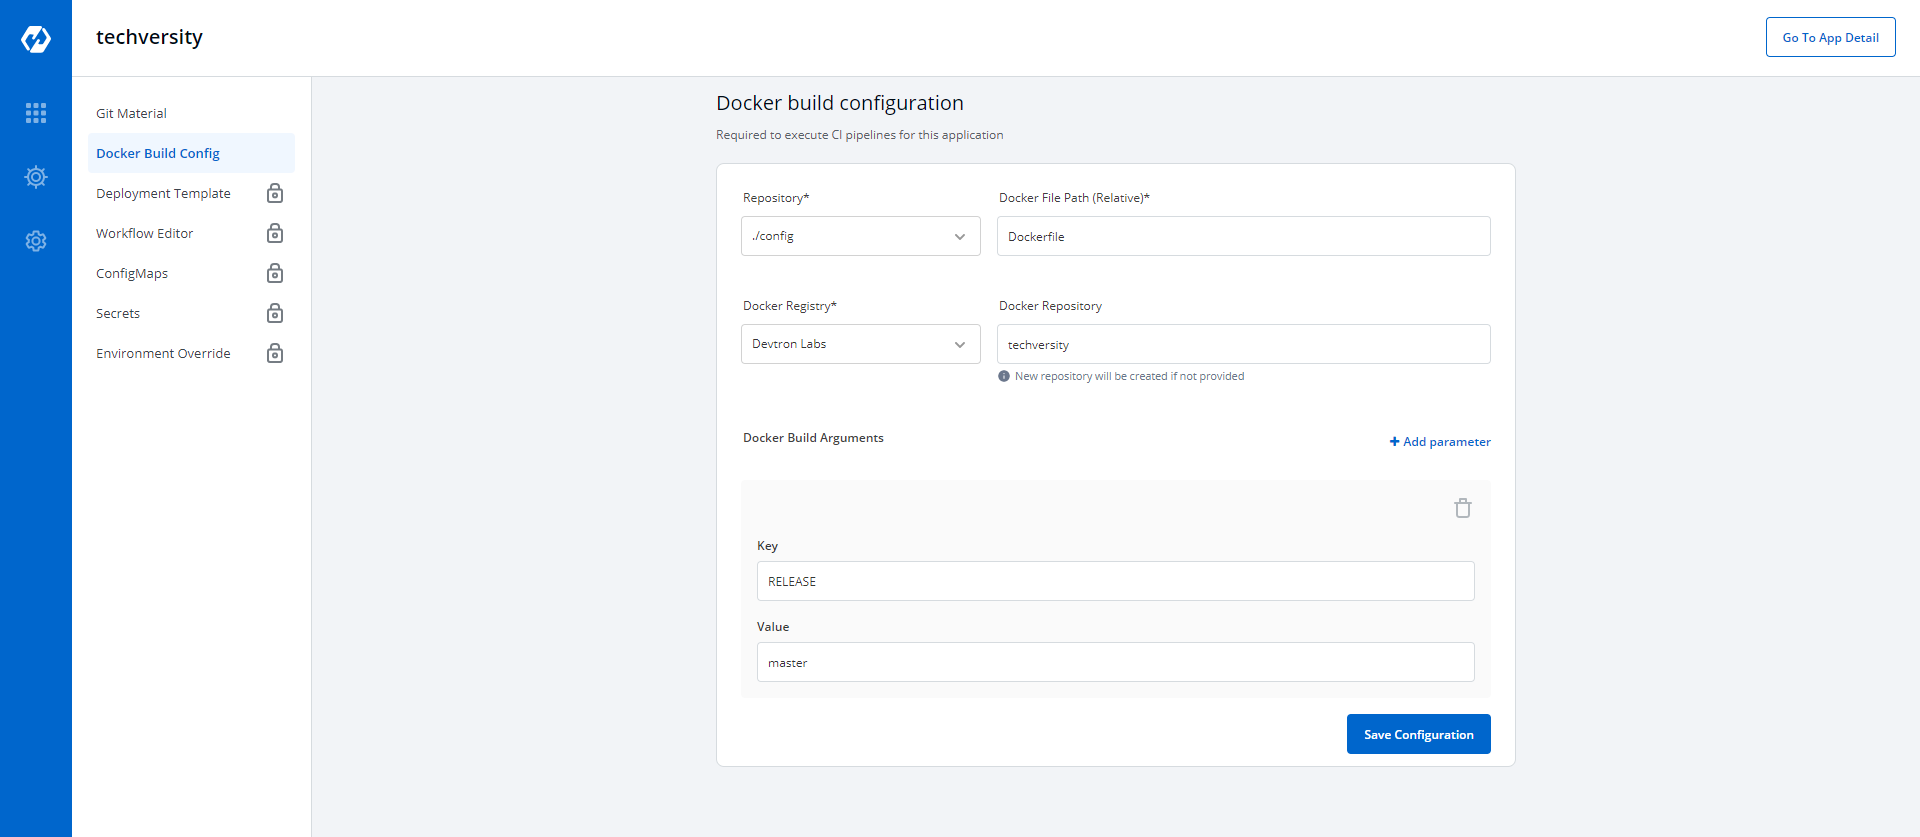 techversity
Go To App Detail
Git Material
Docker Build Config
Deployment Template
Workflow Editor
ConfigMaps
Secrets
Environment Override
Docker build configuration
Required to execute CI pipelines for this application
Repository*
Docker File Path (Relative)*
./config
Dockerfile
Docker Registry*
Docker Repository
Devtron Labs
techversity
New repository will be created if not provided
Docker Build Arguments
Add parameter
Key
RELEASE
Value
master
Save Configuration